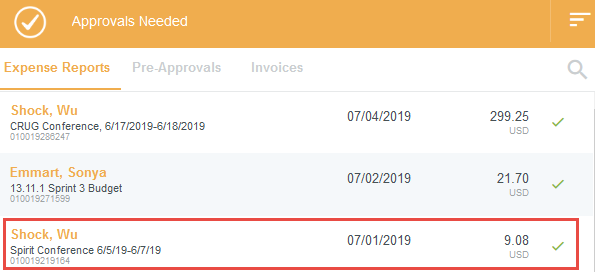 Approvals Needed
Expense Reports Pre-Approvals Invoices
Shock, Wu 07/04/2019 299.25
CRUG Conference, 6/17/2019-6/18/2019 USD
010019286247
Emmart, Sonya 07/02/2019 21.70
13.11.1 Sprint 3 Budget USD
010019271599
Shock, Wu 07/01/2019 9.08
Spirit Conference 6/5/19-6/7/19 USD
010019219164